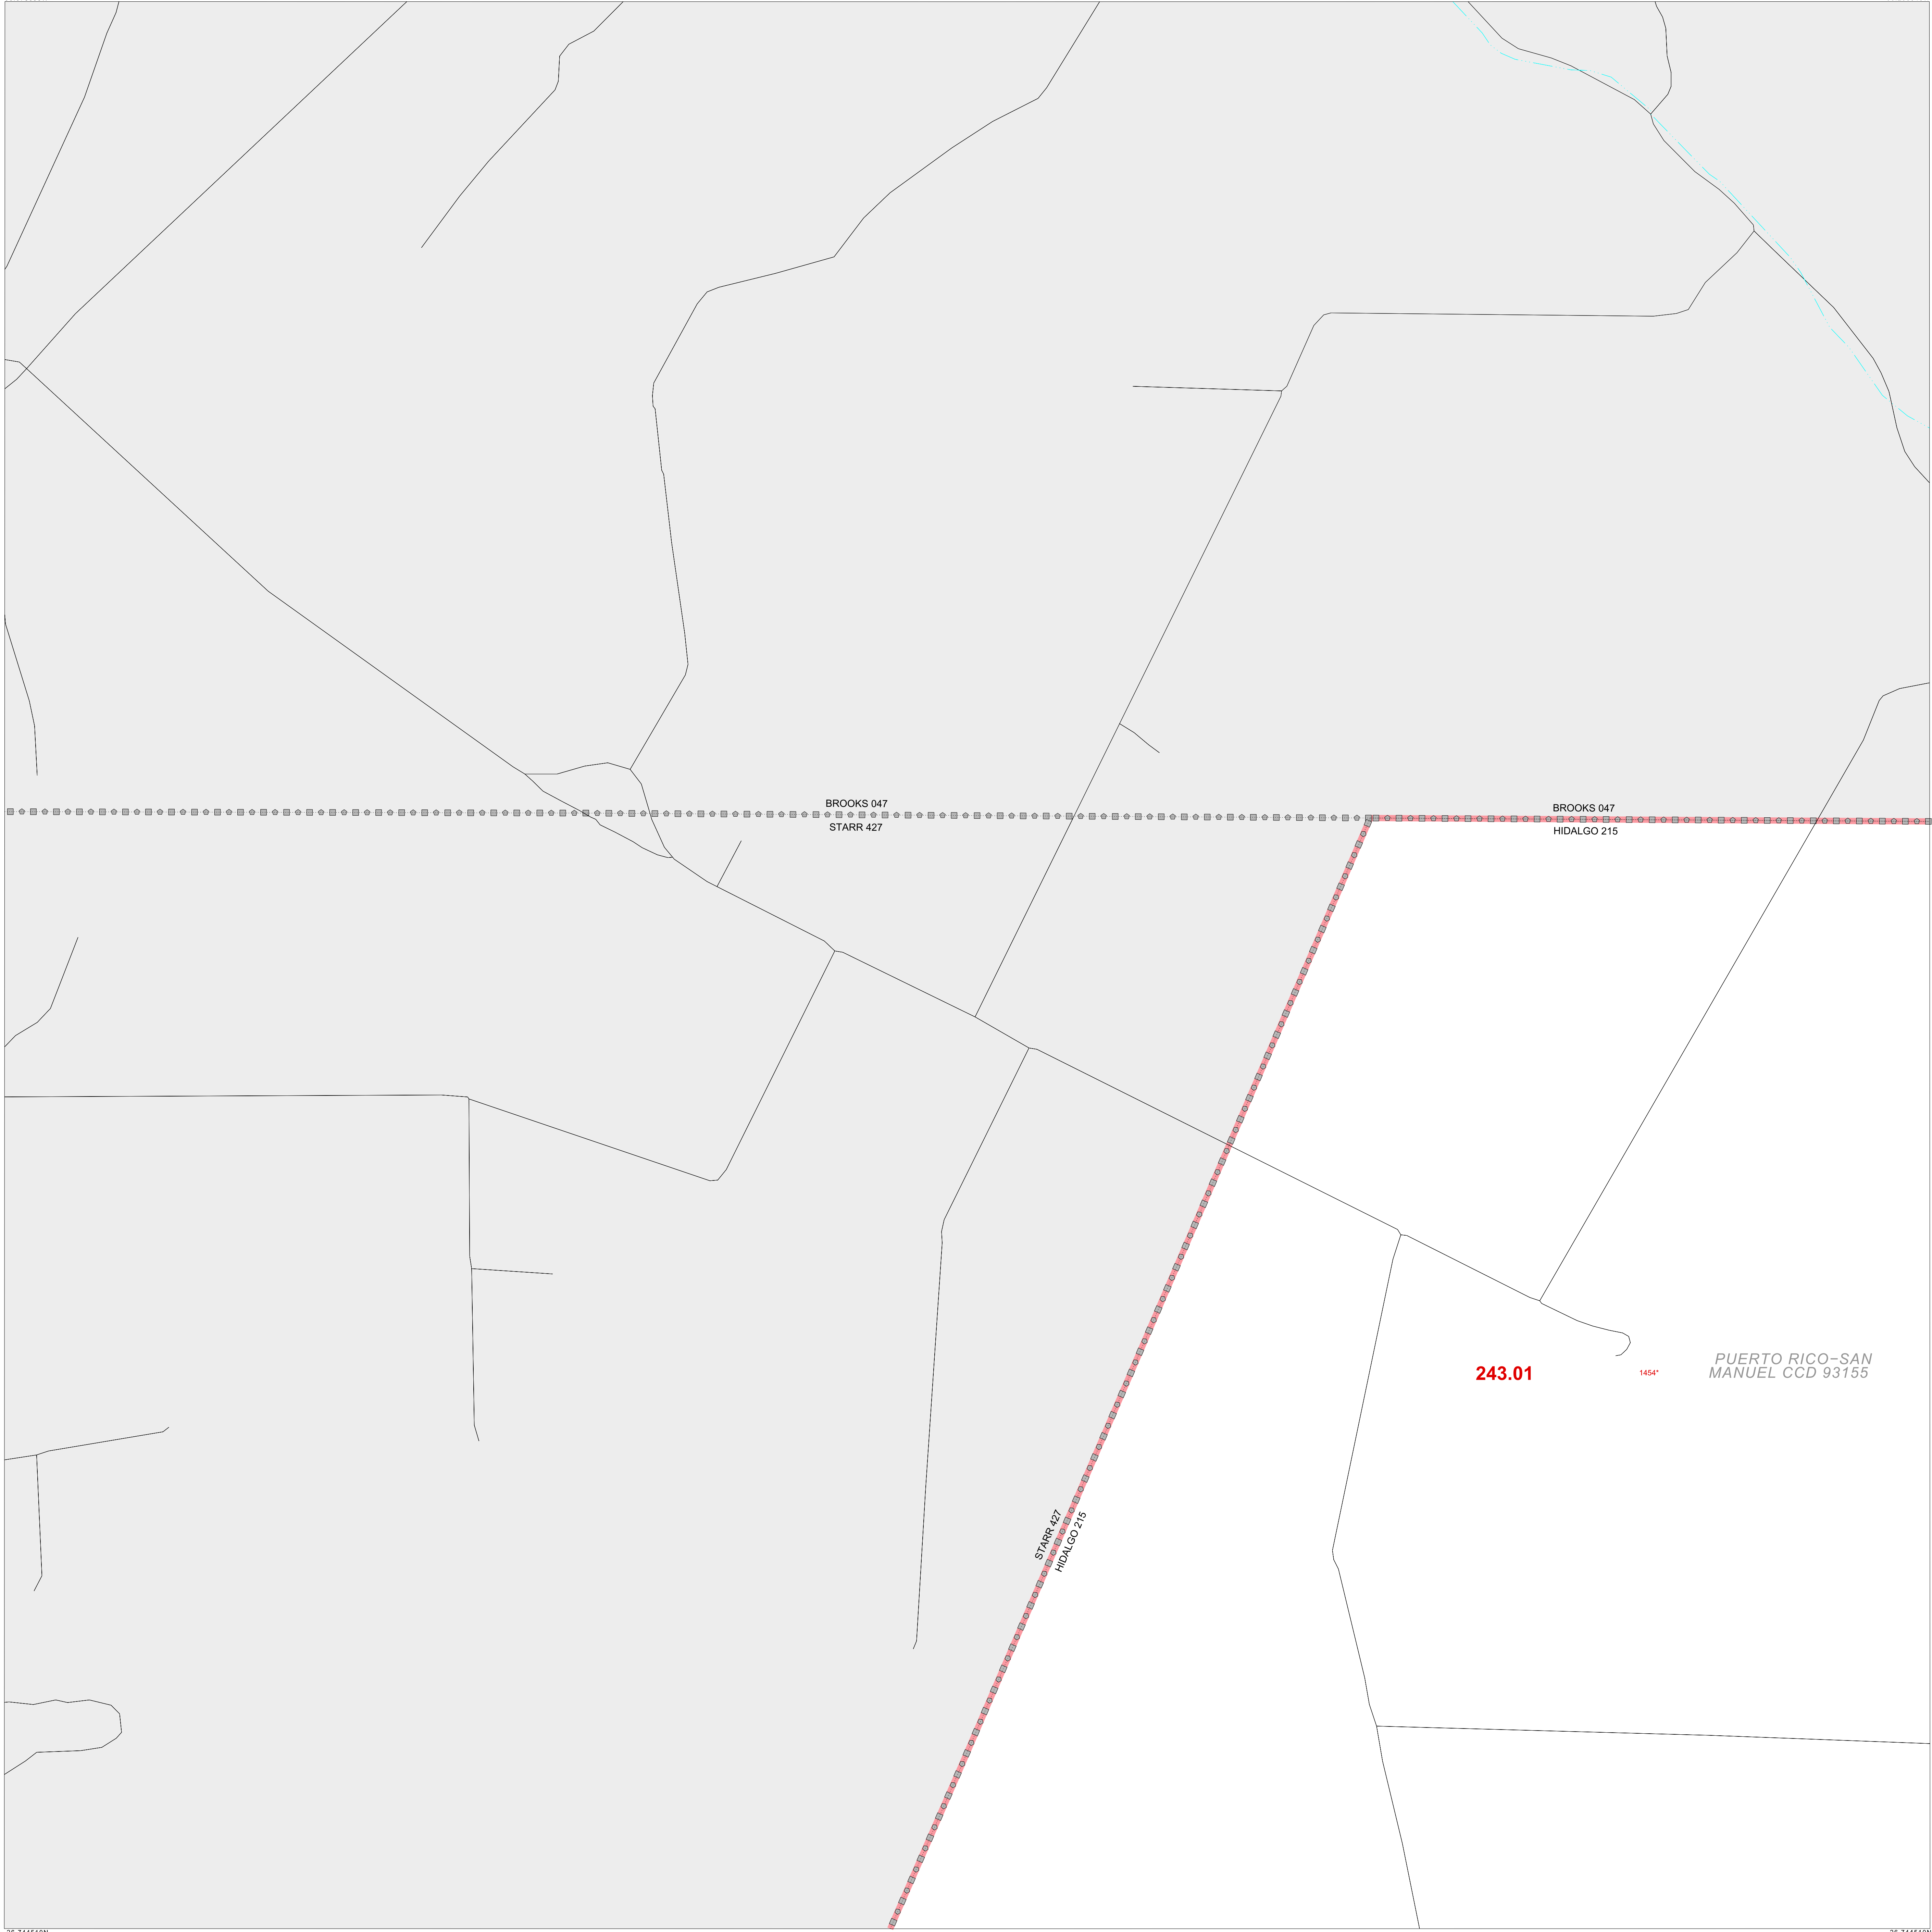 BROOKS 047
STARR 427
BROOKS 047
HIDALGO 215
STARR 427
HIDALGO 215
243.01
1454*
PUERTO RICO−SAN
MANUEL CCD 93155